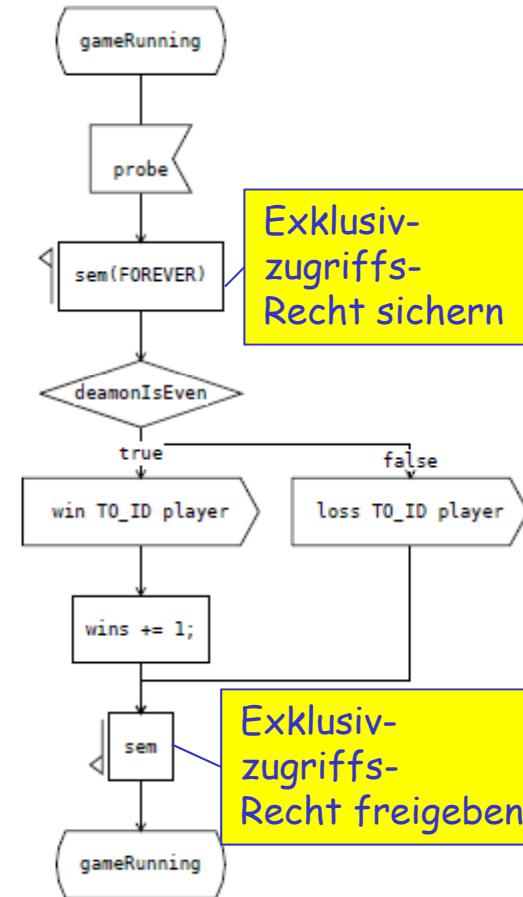 gameRunning
probe
sem(FOREVER)
Exklusiv-
zugriffs-
Recht sichern
deamonIsEven
true
false
win TO_ID player
loss TO_ID player
wins += 1;
sem
Exklusiv-
zugriffs-
Recht freigeben
gameRunning